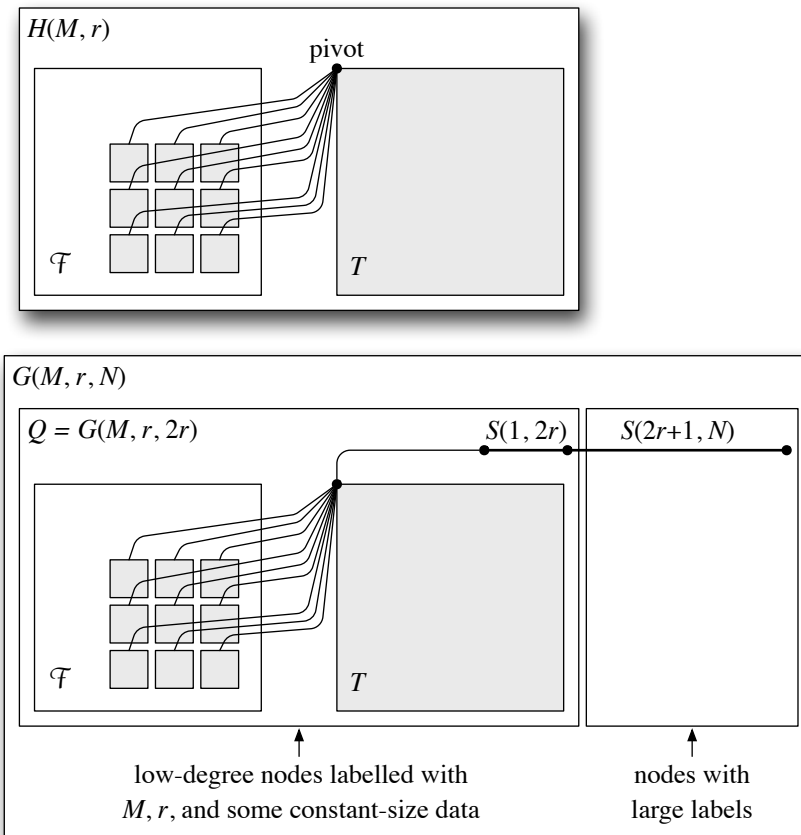 H(M, r)
pivot
ℱ
T
G(M, r, N)
Q = G(M, r, 2r)
S(1, 2r)
S(2r+1, N)
ℱ
T
low-degree nodes labelled with
M, r, and some constant-size data
nodes with
large labels